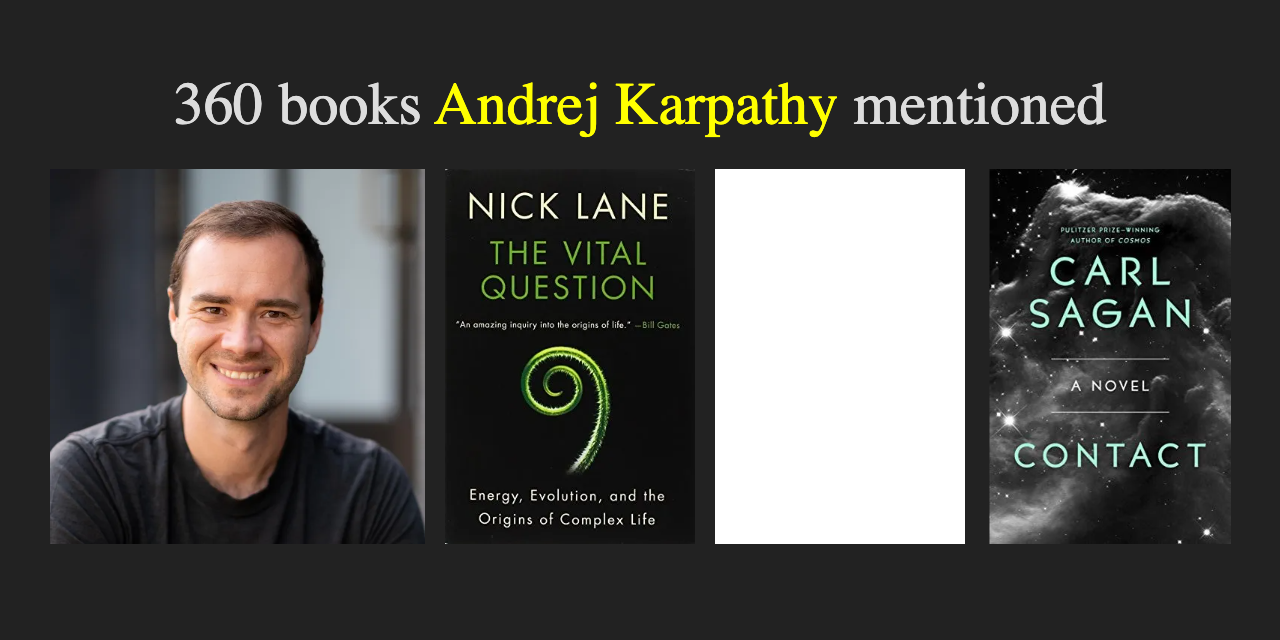 360 books Andrej Karpathy mentioned
NICK LANE
THE VITAL
QUESTION
"An amazing inquiry into the origins of life." —Bill Gates
Energy, Evolution, and the
Origins of Complex Life
PULITZER PRIZE–WINNING
AUTHOR OF COSMOS
CARL
SAGAN
A NOVEL
CONTACT